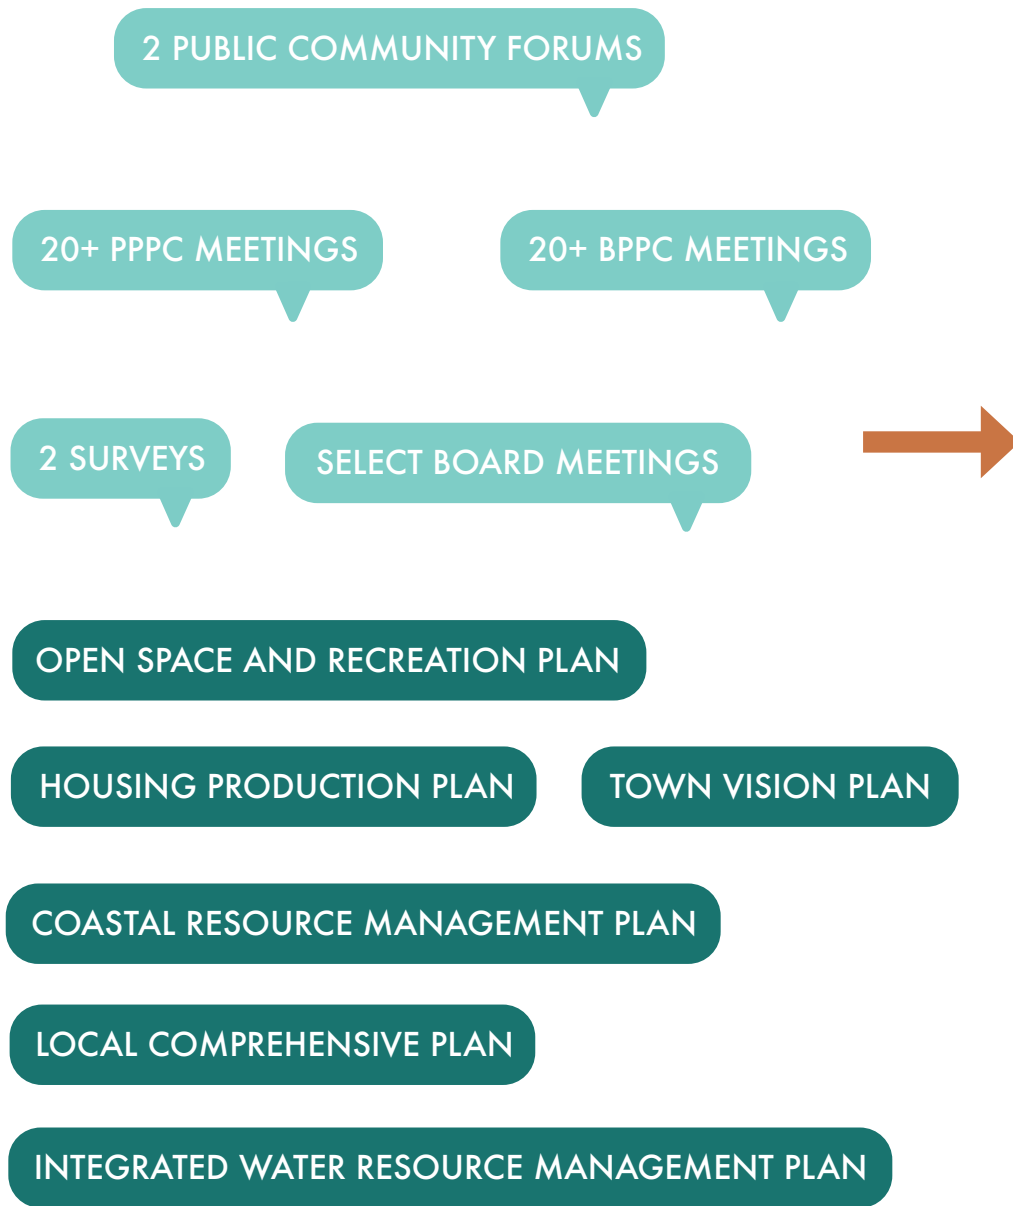 2 PUBLIC COMMUNITY FORUMS
20+ PPPC MEETINGS
20+ BPPC MEETINGS
2 SURVEYS
SELECT BOARD MEETINGS
OPEN SPACE AND RECREATION PLAN
HOUSING PRODUCTION PLAN
TOWN VISION PLAN
COASTAL RESOURCE MANAGEMENT PLAN
LOCAL COMPREHENSIVE PLAN
INTEGRATED WATER RESOURCE MANAGEMENT PLAN